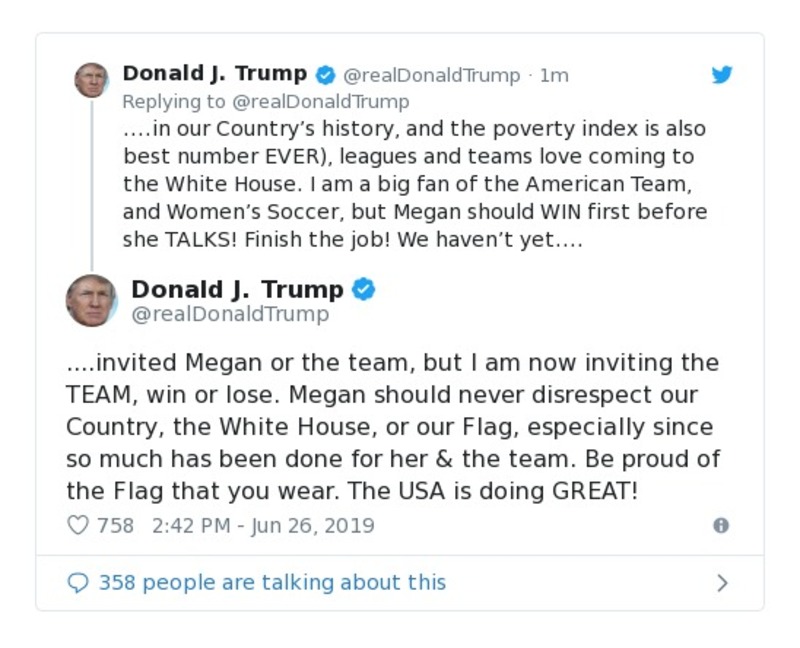 Donald J. Trump @realDonaldTrump · 1m
Replying to @realDonaldTrump
....in our Country’s history, and the poverty index is also
best number EVER), leagues and teams love coming to
the White House. I am a big fan of the American Team,
and Women’s Soccer, but Megan should WIN first before
she TALKS! Finish the job! We haven’t yet....
Donald J. Trump
@realDonaldTrump
....invited Megan or the team, but I am now inviting the
TEAM, win or lose. Megan should never disrespect our
Country, the White House, or our Flag, especially since
so much has been done for her & the team. Be proud of
the Flag that you wear. The USA is doing GREAT!
758 2:42 PM - Jun 26, 2019
358 people are talking about this